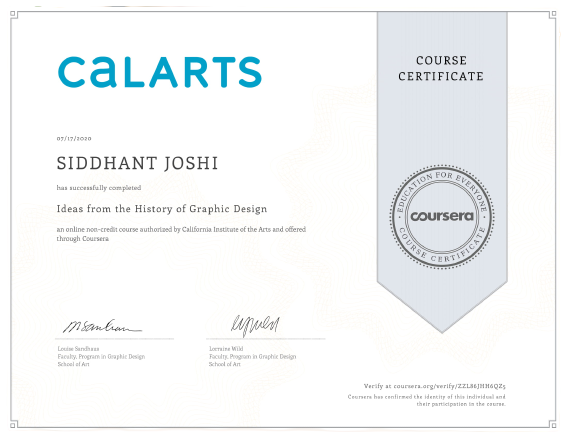 CALARTS
COURSE
CERTIFICATE
07/17/2020
SIDDHANT JOSHI
has successfully completed
Ideas from the History of Graphic Design
an online non-credit course authorized by California Institute of the Arts and offered
through Coursera
EDUCATION FOR EVERYONE
coursera
COURSE CERTIFICATE
Louise Sandhaus
Faculty, Program in Graphic Design
School of Art
Lorraine Wild
Faculty, Program in Graphic Design
School of Art
Verify at coursera.org/verify/ZZL86JHH6QZ5
Coursera has confirmed the identity of this individual and
their participation in the course.